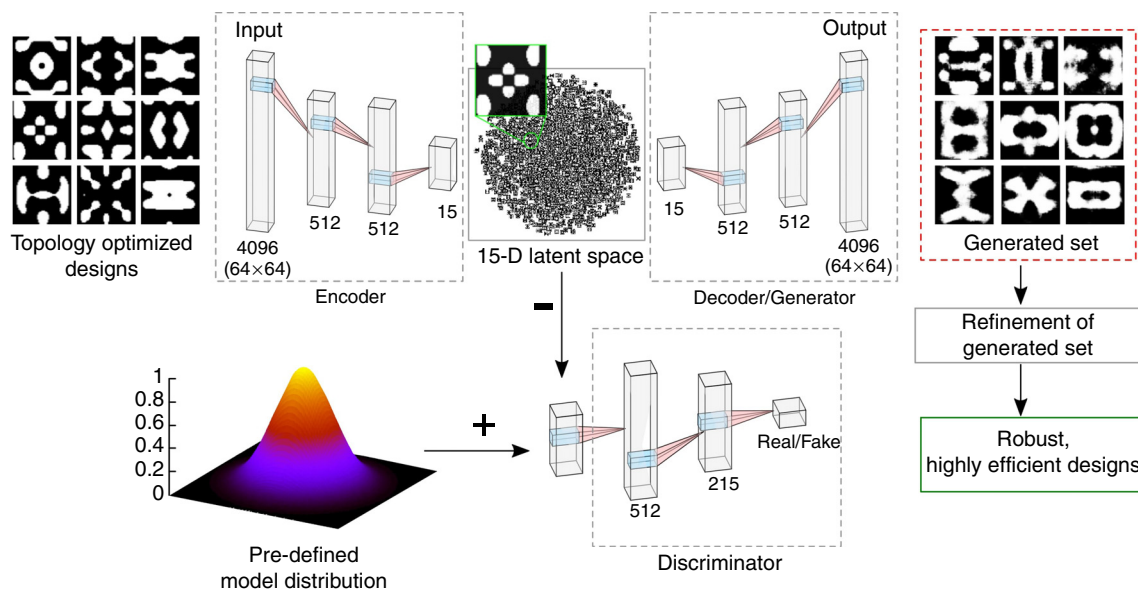 Topology optimized
designs
Input
4096
(64×64)
512
512
15
Encoder
15-D latent space
Output
15
512
512
4096
(64×64)
Decoder/Generator
Generated set
Refinement of
generated set
Robust,
highly efficient designs
1
0.8
0.6
0.4
0.2
0
Pre-defined
model distribution
−
+
512
215
Real/Fake
Discriminator